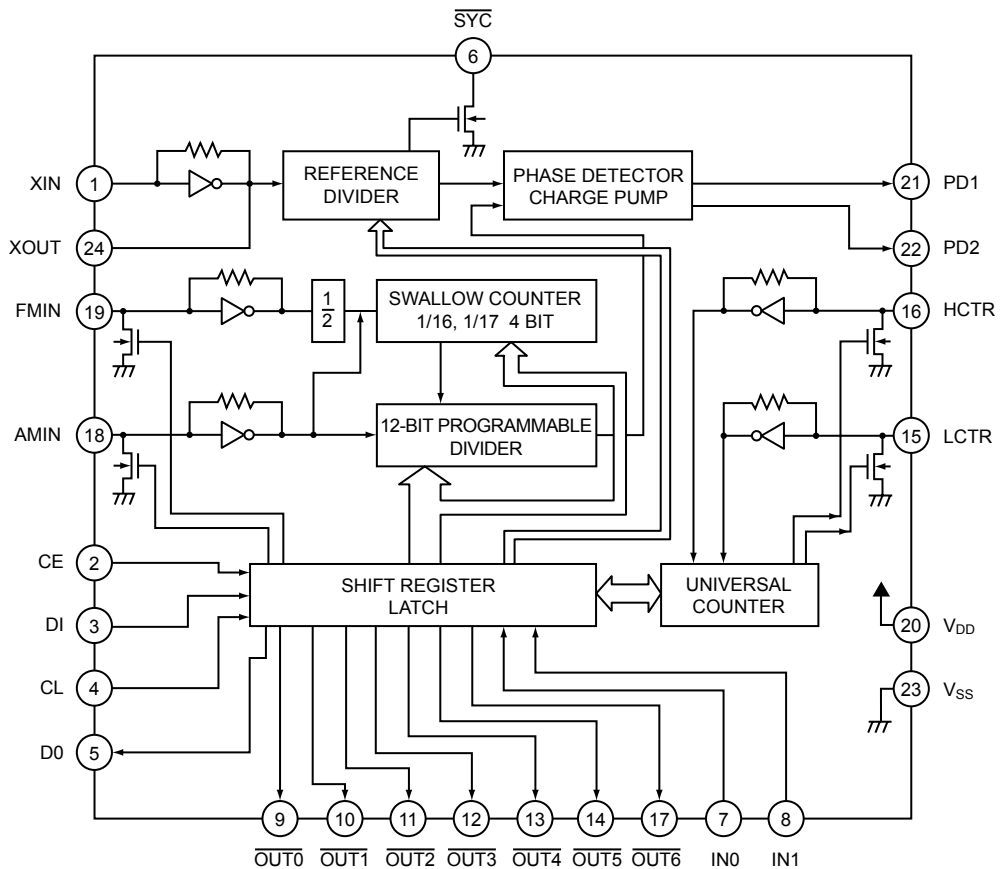 SYC
6
XIN
1
REFERENCE
DIVIDER
PHASE DETECTOR
CHARGE PUMP
21
PD1
XOUT
24
22
PD2
FMIN
19
1
2
SWALLOW COUNTER
1/16, 1/17 4 BIT
16
HCTR
AMIN
18
12-BIT PROGRAMMABLE
DIVIDER
15
LCTR
CE
2
SHIFT REGISTER
LATCH
UNIVERSAL
COUNTER
DI
3
20
VDD
CL
4
23
VSS
D0
5
9
10
11
12
13
14
17
7
8
OUT0
OUT1
OUT2
OUT3
OUT4
OUT5
OUT6
IN0
IN1